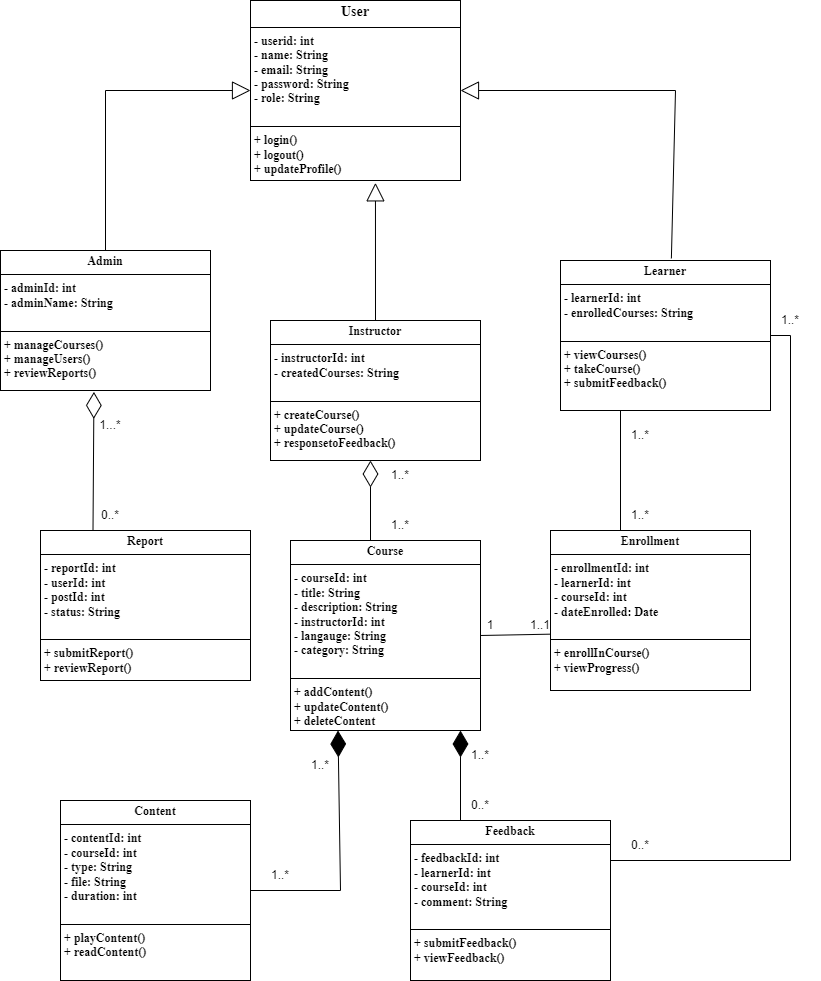 User
- userid: int
- name: String
- email: String
- password: String
- role: String
+ login()
+ logout()
+ updateProfile()
Admin
- adminId: int
- adminName: String
+ manageCourses()
+ manageUsers()
+ reviewReports()
Instructor
- instructorId: int
- createdCourses: String
+ createCourse()
+ updateCourse()
+ responsetoFeedback()
Learner
- learnerId: int
- enrolledCourses: String
+ viewCourses()
+ takeCourse()
+ submitFeedback()
1..*
1...*
0..*
1..*
1..*
1..*
1..*
Report
- reportId: int
- userId: int
- postId: int
- status: String
+ submitReport()
+ reviewReport()
Course
- courseId: int
- title: String
- description: String
- instructorId: int
- langauge: String
- category: String
+ addContent()
+ updateContent()
+ deleteContent
1
1..1
Enrollment
- enrollmentId: int
- learnerId: int
- courseId: int
- dateEnrolled: Date
+ enrollInCourse()
+ viewProgress()
1..*
1..*
1..*
0..*
0..*
Content
- contentId: int
- courseId: int
- type: String
- file: String
- duration: int
+ playContent()
+ readContent()
Feedback
- feedbackId: int
- learnerId: int
- courseId: int
- comment: String
+ submitFeedback()
+ viewFeedback()